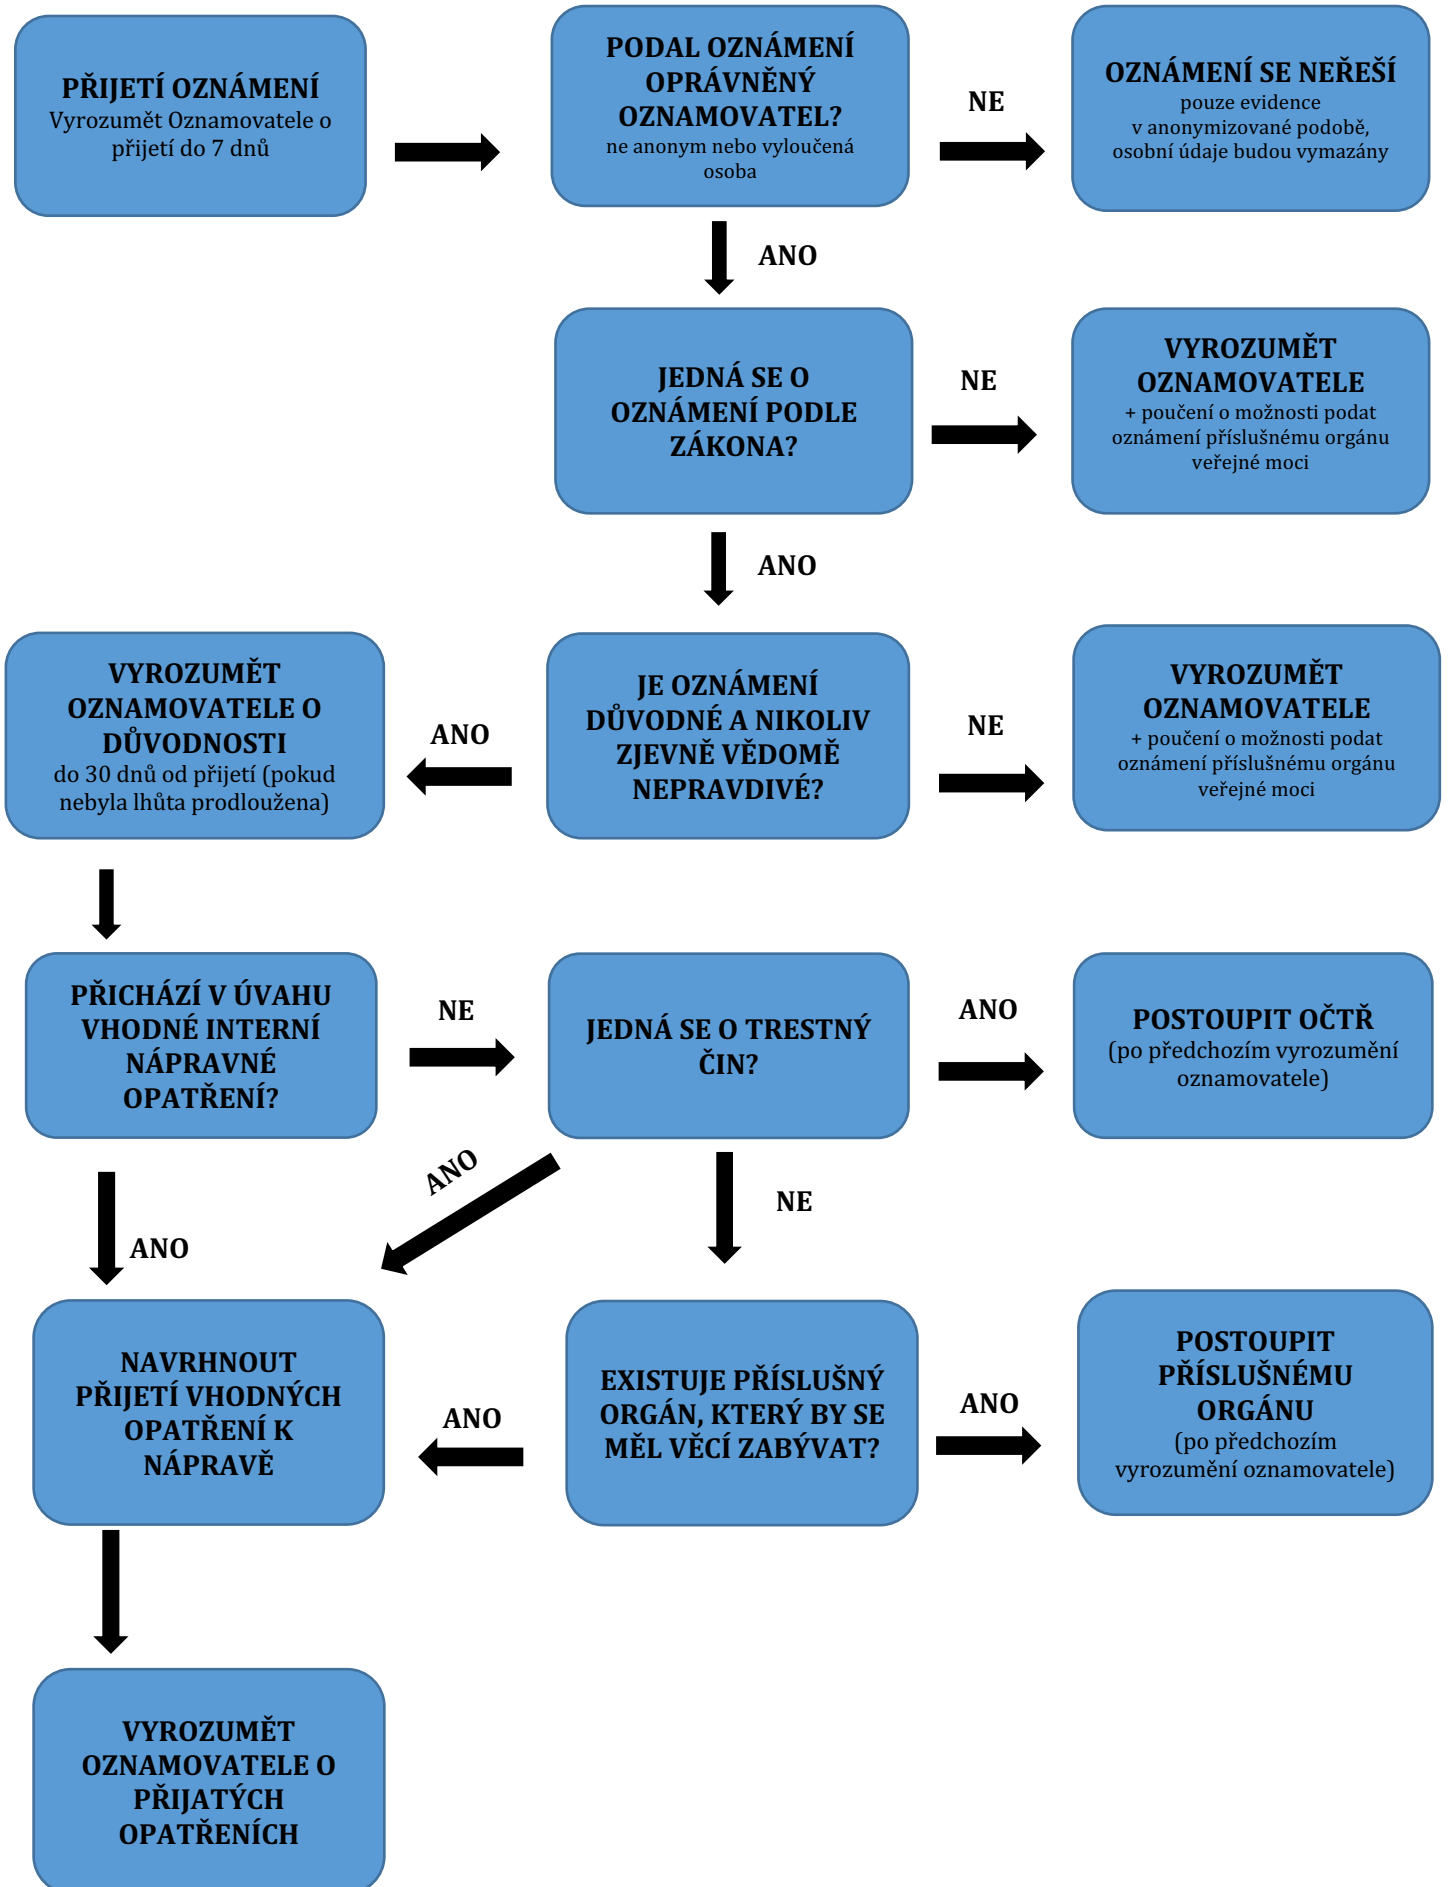 PŘIJETÍ OZNÁMENÍ
Vyrozumět Oznamovatele o
přijetí do 7 dnů
PODAL OZNÁMENÍ
OPRÁVNĚNÝ
OZNAMOVATEL?
ne anonym nebo vyloučená
osoba
NE
OZNÁMENÍ SE NEŘEŠÍ
pouze evidence
v anonymizované podobě,
osobní údaje budou vymazány
ANO
JEDNÁ SE O
OZNÁMENÍ PODLE
ZÁKONA?
NE
VYROZUMĚT
OZNAMOVATELE
+ poučení o možnosti podat
oznámení příslušnému orgánu
veřejné moci
ANO
VYROZUMĚT
OZNAMOVATELE O
DŮVODNOSTI
do 30 dnů od přijetí (pokud
nebyla lhůta prodloužena)
ANO
JE OZNÁMENÍ
DŮVODNÉ A NIKOLIV
ZJEVNĚ VĚDOMĚ
NEPRAVDIVÉ?
NE
VYROZUMĚT
OZNAMOVATELE
+ poučení o možnosti podat
oznámení příslušnému orgánu
veřejné moci
PŘICHÁZÍ V ÚVAHU
VHODNÉ INTERNÍ
NÁPRAVNÉ
OPATŘENÍ?
NE
JEDNÁ SE O TRESTNÝ
ČIN?
ANO
POSTOUPIT OČTŘ
(po předchozím vyrozumění
oznamovatele)
ANO
ANO
NE
NAVRHNOUT
PŘIJETÍ VHODNÝCH
OPATŘENÍ K
NÁPRAVĚ
ANO
EXISTUJE PŘÍSLUŠNÝ
ORGÁN, KTERÝ BY SE
MĚL VĚCÍ ZABÝVAT?
ANO
POSTOUPIT
PŘÍSLUŠNÉMU
ORGÁNU
(po předchozím
vyrozumění oznamovatele)
VYROZUMĚT
OZNAMOVATELE O
PŘIJATÝCH
OPATŘENÍCH